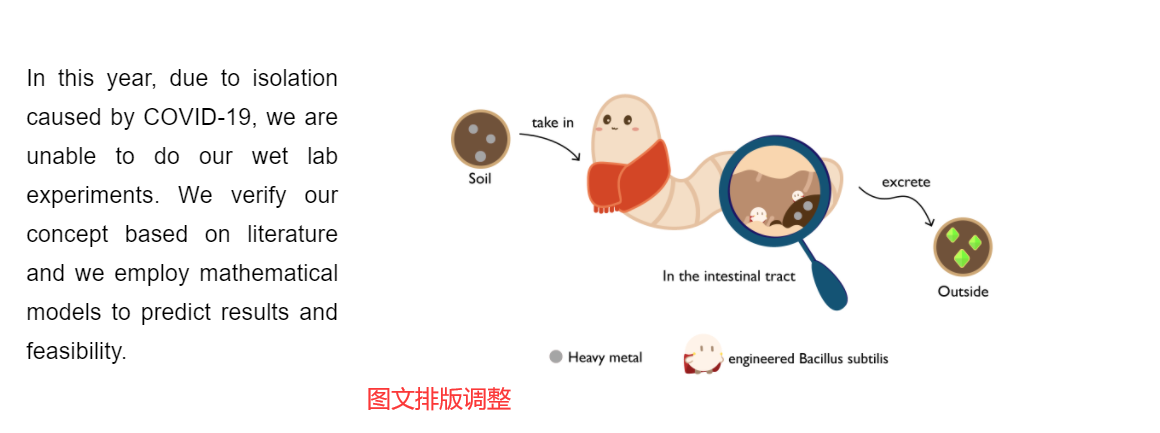 In this year, due to isolation
caused by COVID-19, we are
unable to do our wet lab
experiments. We verify our
concept based on literature
and we employ mathematical
models to predict results and
feasibility.
take in
Soil
excrete
In the intestinal tract
Outside
Heavy metal
engineered Bacillus subtilis
图文排版调整